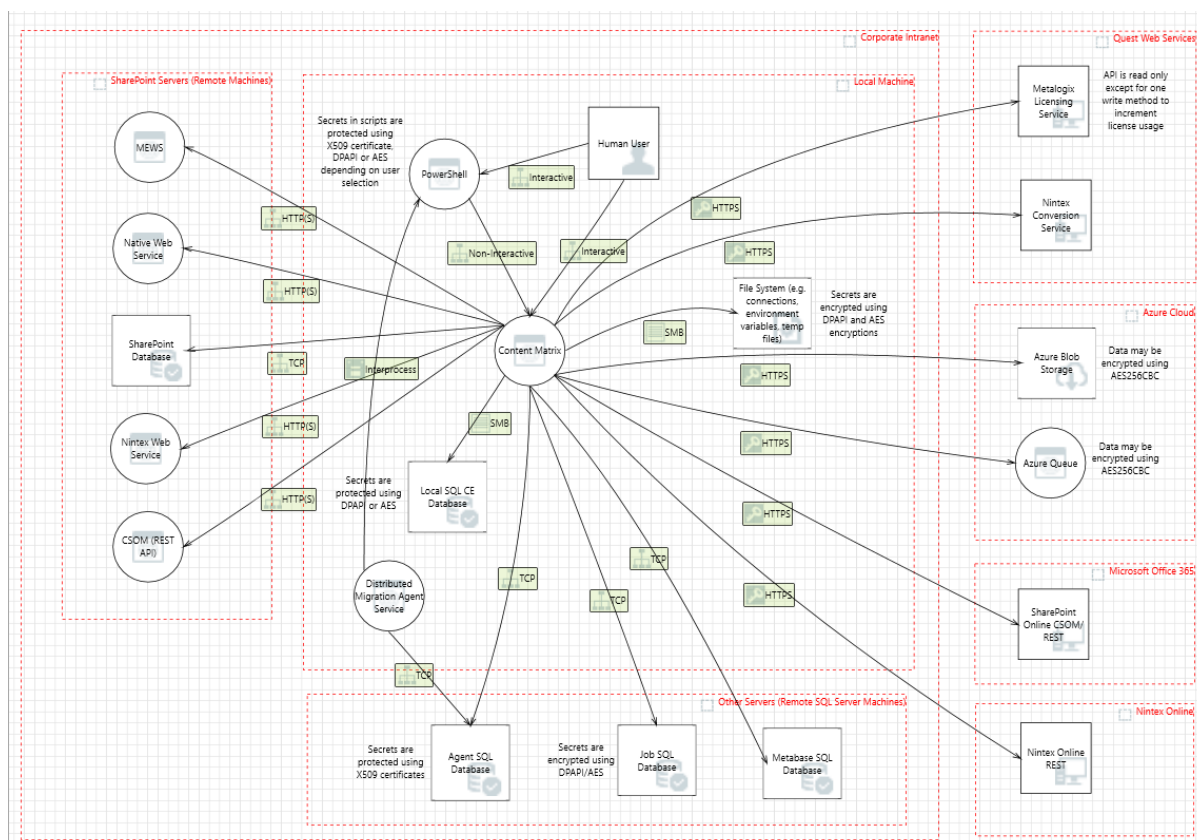 Corporate Intranet
Quest Web Services
SharePoint Servers (Remote Machines)
Local Machine
MEWS
Native Web
Service
SharePoint
Database
Nintex Web
Service
CSOM (REST
API)
HTTP(S)
HTTP(S)
TCP
HTTP(S)
HTTP(S)
Secrets in scripts are
protected using
X509 certificate,
DPAPI or AES
depending on user
selection
PowerShell
Human User
Interactive
Non-Interactive
Interactive
Content Matrix
Interprocess
File System (e.g.
connections,
environment
variables, temp
files)
Secrets are
encrypted using
DPAPI and AES
encryptions
SMB
SMB
Secrets are
protected using
DPAPI or AES
Local SQL CE
Database
Distributed
Migration Agent
Service
TCP
TCP
TCP
TCP
HTTPS
HTTPS
HTTPS
HTTPS
HTTPS
HTTPS
Metalogix
Licensing
Service
API is read only
except for one
write method to
increment
license usage
Nintex
Conversion
Service
Azure Cloud
Azure Blob
Storage
Data may be
encrypted using
AES256CBC
Azure Queue
Data may be
encrypted using
AES256CBC
Microsoft Office 365
SharePoint
Online CSOM/
REST
Nintex Online
Nintex Online
REST
Other Servers (Remote SQL Server Machines)
Secrets are
protected using
X509 certificates
Agent SQL
Database
Secrets are
encrypted using
DPAPI/AES
Job SQL
Database
Metabase SQL
Database